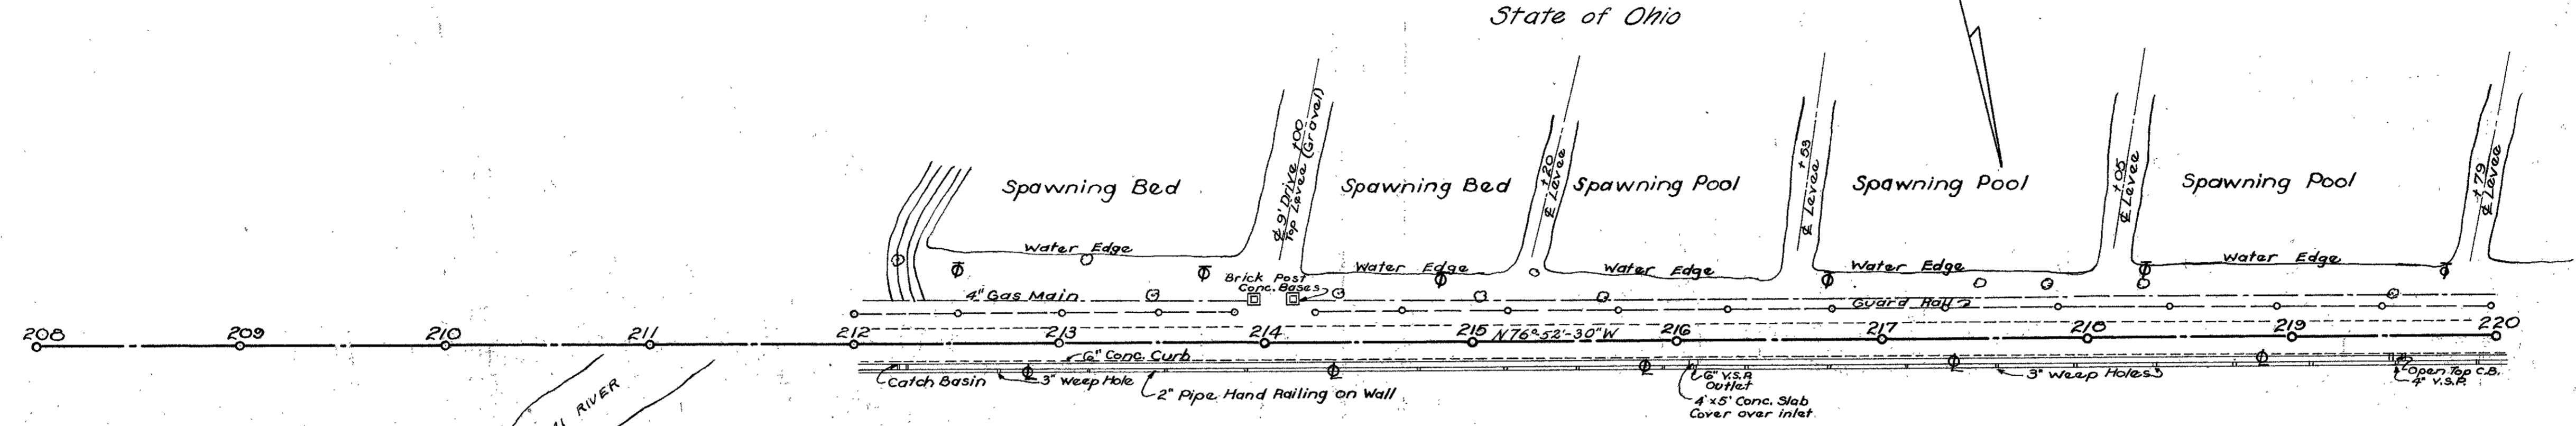 State of Ohio
Spawning Bed
℄ 9' Drive +00
Top Levee (Gravel)
Spawning Bed
+20
℄ Levee
Spawning Pool
+53
℄ Levee
Spawning Pool
+05
℄ Levee
Spawning Pool
+79
℄ Levee
Water Edge
Water Edge
Water Edge
Water Edge
Water Edge
Brick Post
Conc. Bases
4" Gas Main
Guard Rail
208 209 210 211 212 213 214 215 N76°-52'-30"W 216 217 218 219 220
6" Conc. Curb
Catch Basin
3" Weep Hole
2" Pipe Hand Railing on Wall
6" V.S.P.
Outlet
4'x5' Conc. Slab
Cover over inlet.
3" Weep Holes
Open Top C.B.
4" V.S.P.
RIVER